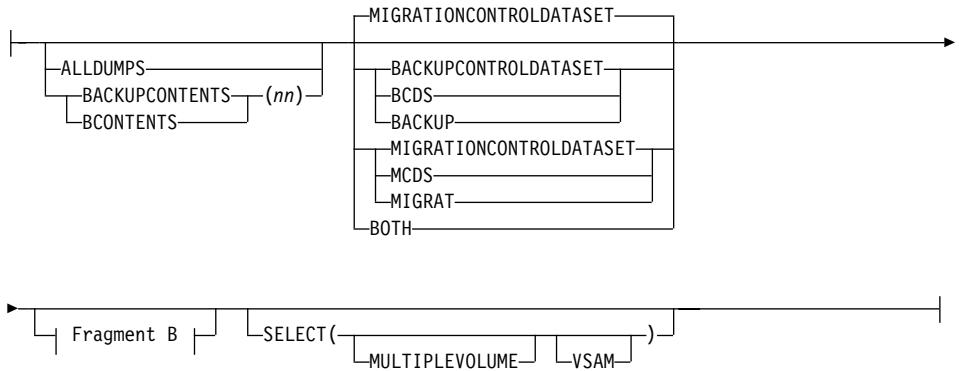 MIGRATIONCONTROLDATASET
ALLDUMPS
BACKUPCONTENTS (nn)
BCONTENTS
BACKUPCONTROLDATASET
BCDS
BACKUP
MIGRATIONCONTROLDATASET
MCDS
MIGRAT
BOTH
Fragment B
SELECT( )
MULTIPLEVOLUME VSAM